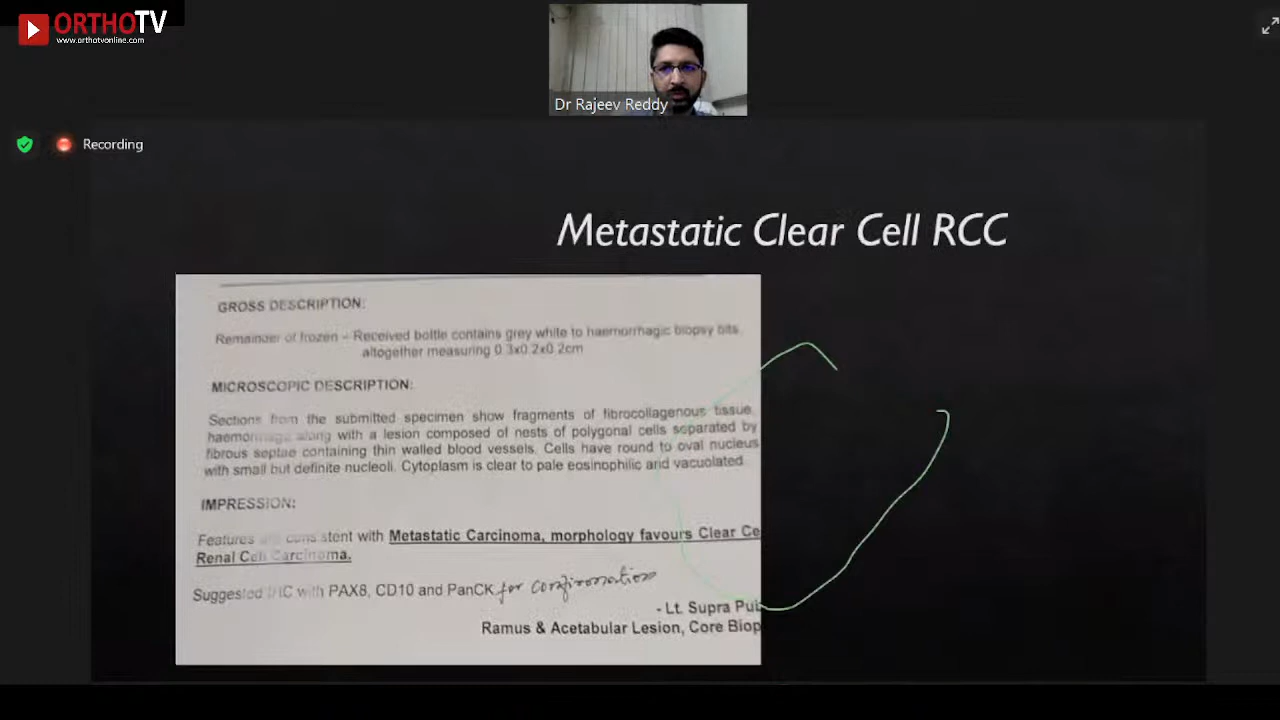 ORTHOTV
www.orthotvonline.com
Dr Rajeev Reddy
Recording
Metastatic Clear Cell RCC
GROSS DESCRIPTION:
Remainder of frozen – Received bottle contains grey white to haemorrhagic biopsy bits
altogether measuring 0.3x0.2x0.2cm
MICROSCOPIC DESCRIPTION:
Sections from the submitted specimen show fragments of fibrocollagenous tissue,
along with a lesion composed of nests of polygonal cells separated by
fibrous septae containing thin walled blood vessels. Cells have round to oval nucleus
with small but definite nucleoli. Cytoplasm is clear to pale eosinophilic and vacuolated.
IMPRESSION:
Features with Metastatic Carcinoma, morphology favours Clear Ce
Renal Cell Carcinoma.
Suggested IHC with PAX8, CD10 and PanCK for confirmation
- Lt. Supra Pub
Ramus & Acetabular Lesion, Core Biop